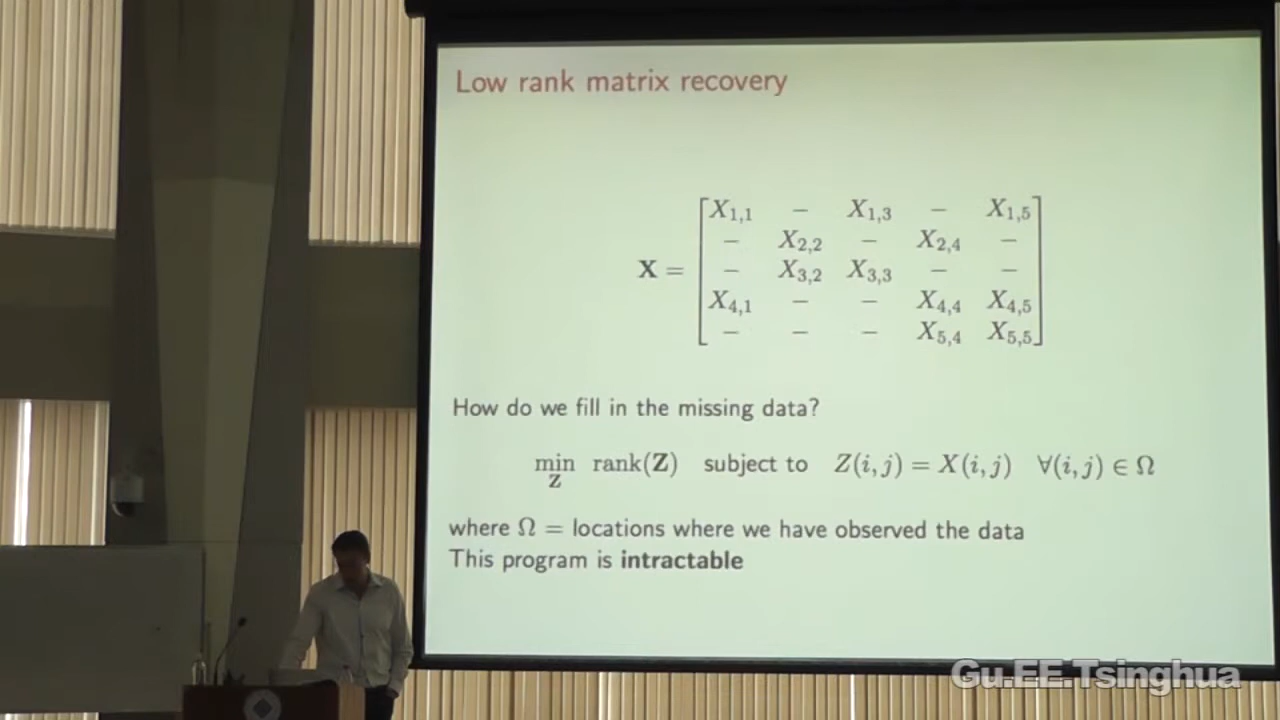 Low rank matrix recovery
X₁,₁ – X₁,₃ – X₁,₅
– X₂,₂ – X₂,₄ –
X = – X₃,₂ X₃,₃ – –
X₄,₁ – – X₄,₄ X₄,₅
– – – X₅,₄ X₅,₅
How do we fill in the missing data?
min rank(Z) subject to Z(i, j) = X(i, j) ∀(i, j) ∈ Ω
Z
where Ω = locations where we have observed the data
This program is intractable
Gu.EE.Tsinghua